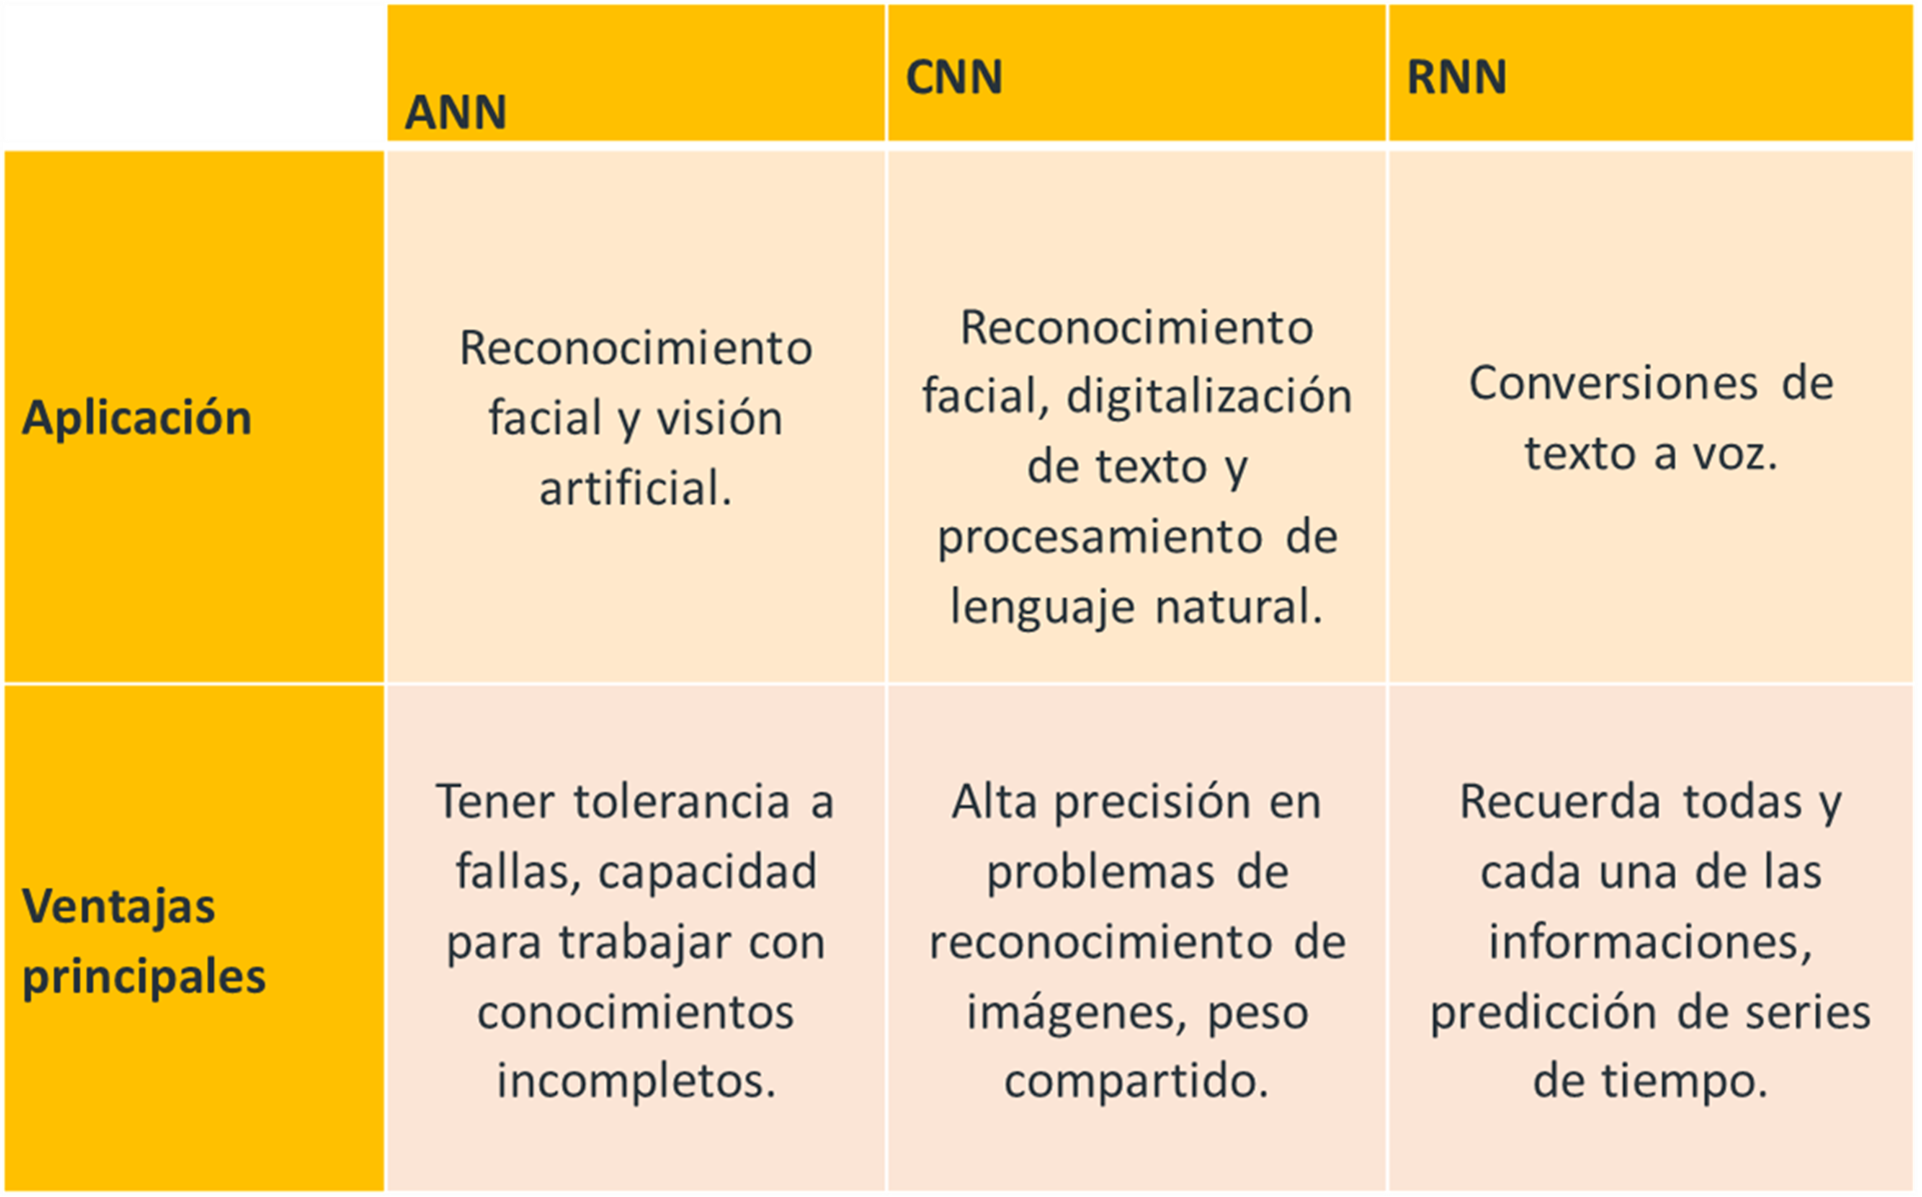 ANN
CNN
RNN
Aplicación
Reconocimiento
facial y visión
artificial.
Reconocimiento
facial, digitalización
de texto y
procesamiento de
lenguaje natural.
Conversiones de
texto a voz.
Ventajas
principales
Tener tolerancia a
fallas, capacidad
para trabajar con
conocimientos
incompletos.
Alta precisión en
problemas de
reconocimiento de
imágenes, peso
compartido.
Recuerda todas y
cada una de las
informaciones,
predicción de series
de tiempo.